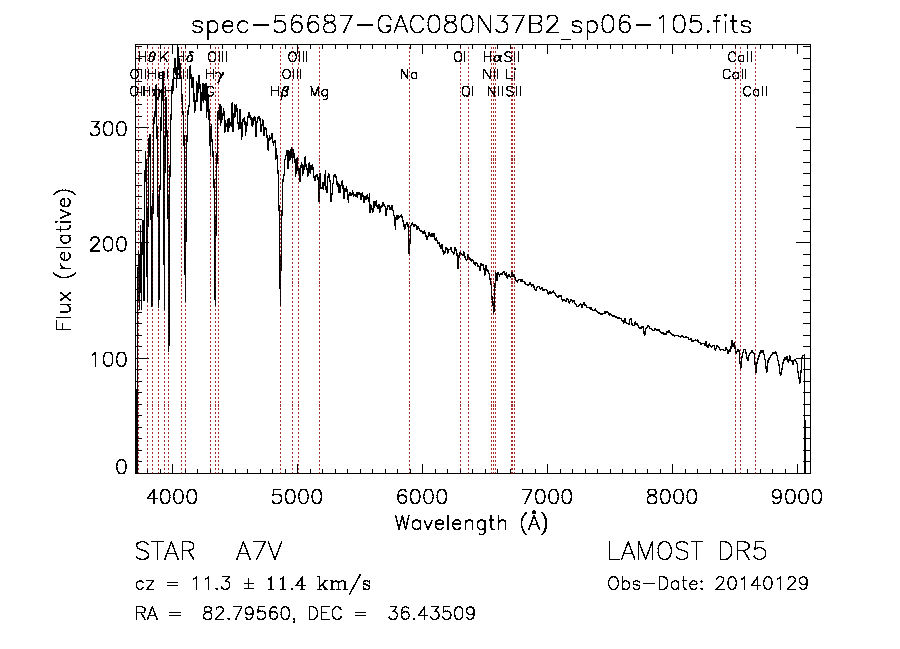 spec-56687-GAC080N37B2_sp06-105.fits
Hθ K Hδ OIII OIII OI Hα SII CaII
Hγ OIII Na NII Li CaII
G Hβ Mg OI NII SII CaII
300
200
100
0
Flux (relative)
4000 5000 6000 7000 8000 9000
Wavelength (Å)
STAR A7V LAMOST DR5
cz = 11.3 ± 11.4 km/s Obs-Date: 20140129
RA = 82.79560, DEC = 36.43509